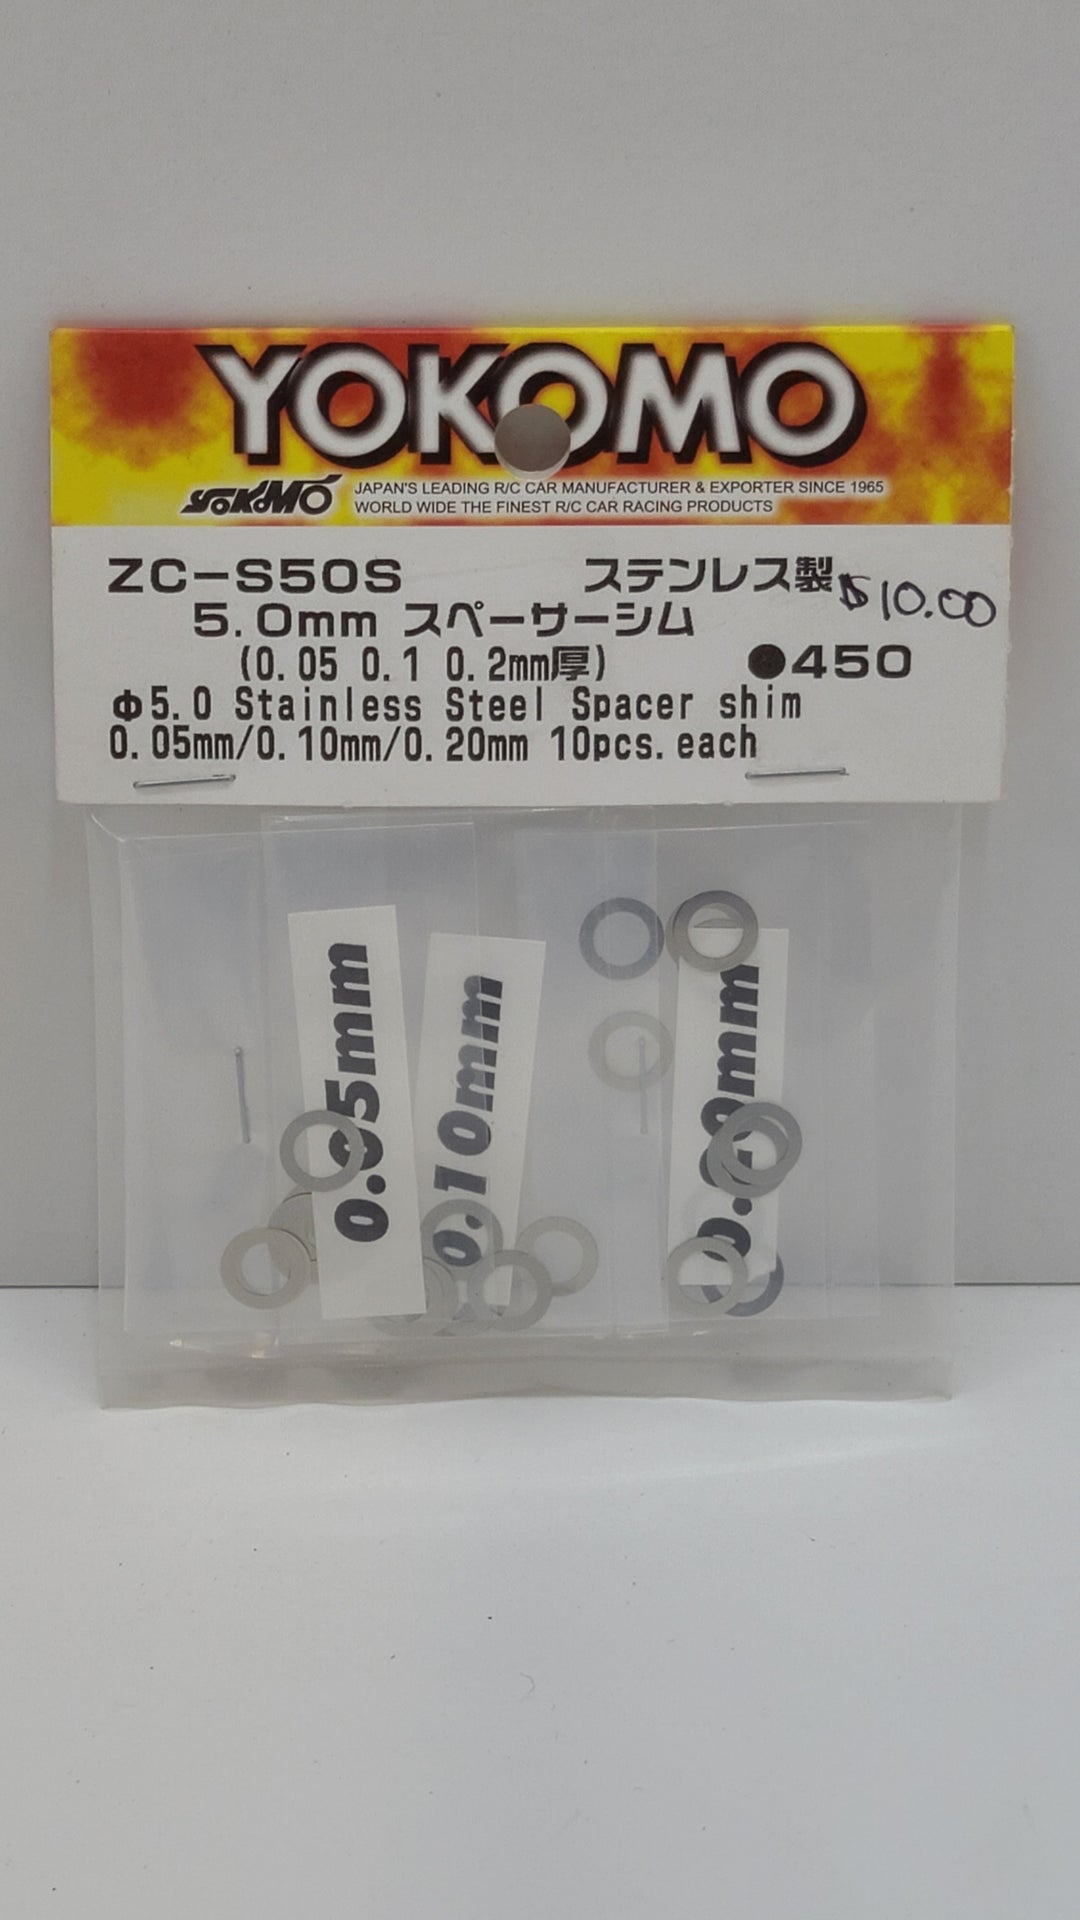 YOKOMO
YOKOMO JAPAN'S LEADING R/C CAR MANUFACTURER & EXPORTER SINCE 1965
WORLD WIDE THE FINEST R/C CAR RACING PRODUCTS
ZC-S50S ステンレス製 $10.00
5.0mm スペーサーシム
(0.05 0.1 0.2mm厚) ●450
Φ5.0 Stainless Steel Spacer shim
0.05mm/0.10mm/0.20mm 10pcs.each
0.05mm
0.10mm
0.20mm